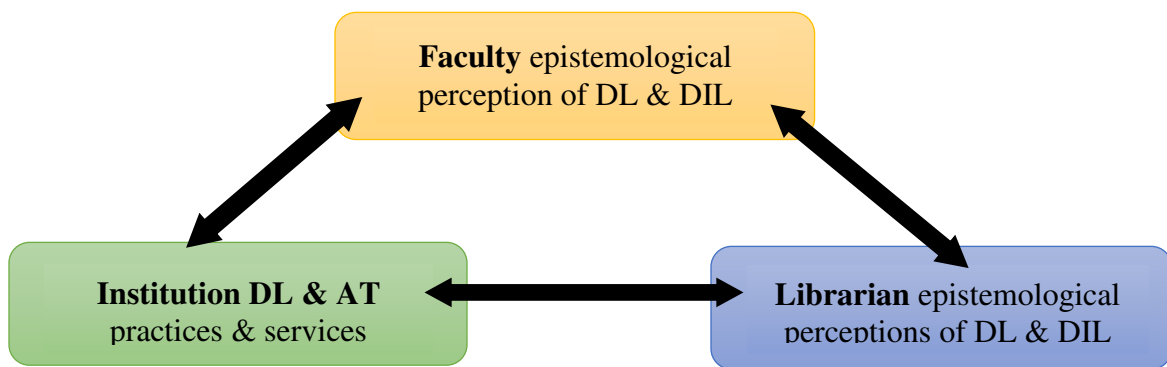 Faculty epistemological
perception of DL & DIL
Institution DL & AT
practices & services
Librarian epistemological
perceptions of DL & DIL